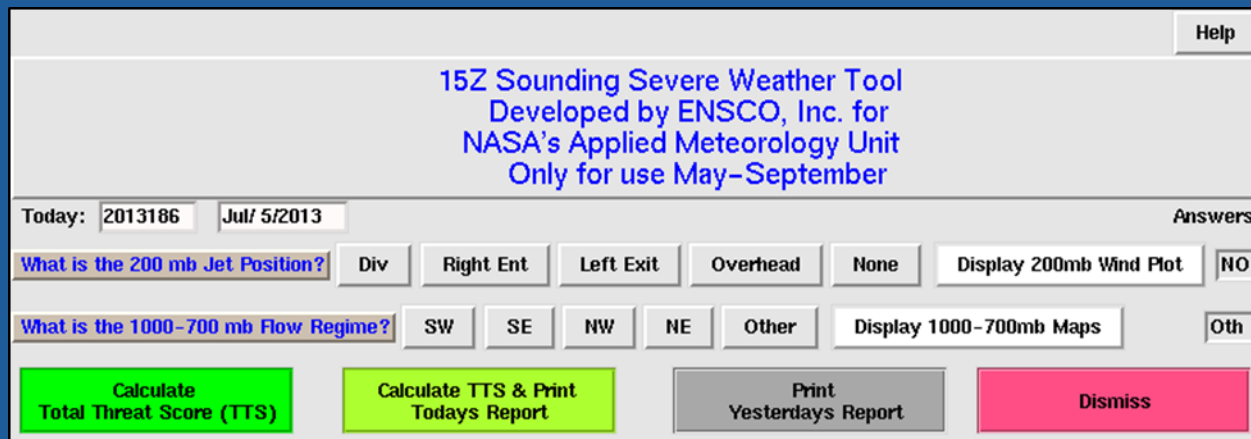 Help
15Z Sounding Severe Weather Tool
Developed by ENSCO, Inc. for
NASA's Applied Meteorology Unit
Only for use May-September
Today: 2013186 Jul/ 5/2013 Answers
What is the 200 mb Jet Position? Div Right Ent Left Exit Overhead None Display 200mb Wind Plot NO
What is the 1000-700 mb Flow Regime? SW SE NW NE Other Display 1000-700mb Maps Oth
Calculate Calculate TTS & Print Print Dismiss
Total Threat Score (TTS) Todays Report Yesterdays Report